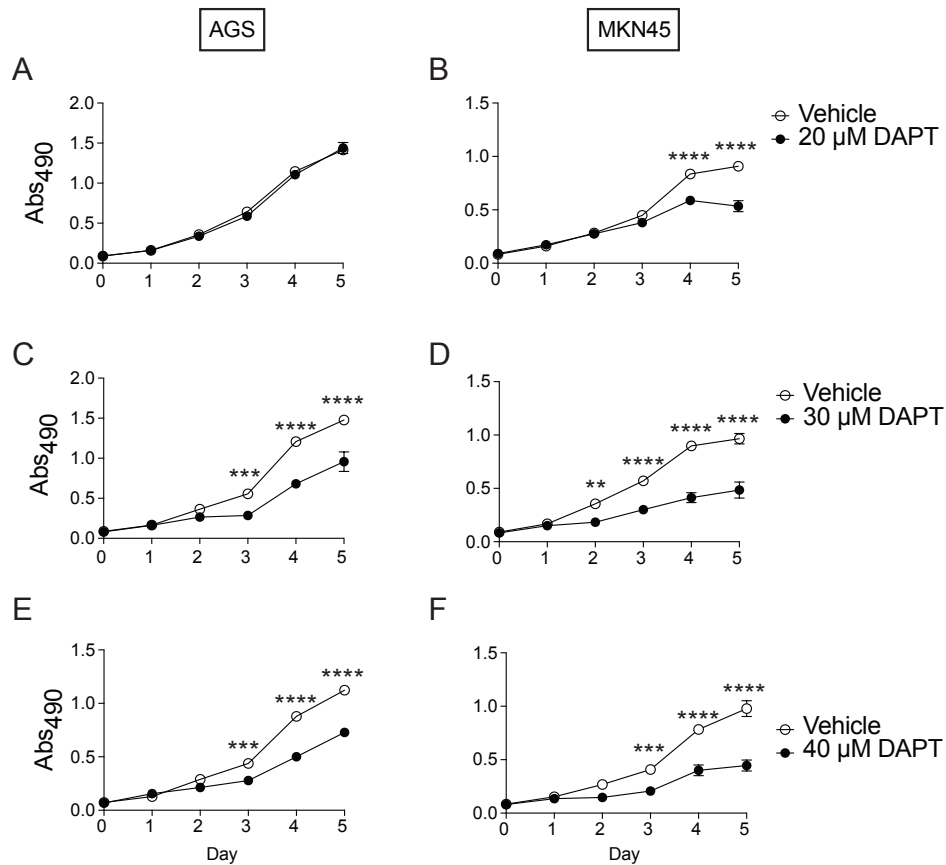 AGS
MKN45
A
2.0
1.5
1.0
0.5
0.0
Abs490
0 1 2 3 4 5
B
1.5
1.0
0.5
0.0
**** ****
0 1 2 3 4 5
Vehicle
20 µM DAPT
C
2.0
1.5
1.0
0.5
0.0
Abs490
*** **** ****
0 1 2 3 4 5
D
1.5
1.0
0.5
0.0
** **** **** ****
0 1 2 3 4 5
Vehicle
30 µM DAPT
E
1.5
1.0
0.5
0.0
Abs490
*** **** ****
0 1 2 3 4 5
Day
F
1.5
1.0
0.5
0.0
*** **** ****
0 1 2 3 4 5
Day
Vehicle
40 µM DAPT